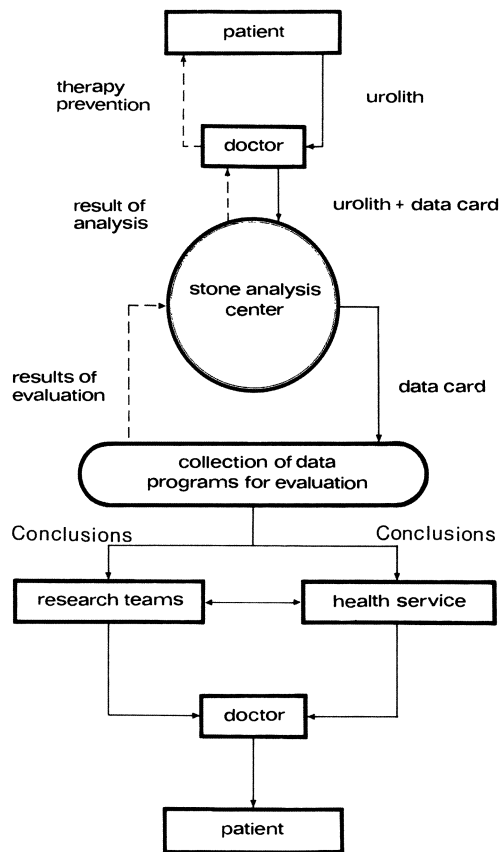 patient
therapy
prevention
urolith
doctor
result of
analysis
urolith + data card
stone analysis
center
results of
evaluation
data card
collection of data
programs for evaluation
Conclusions
Conclusions
research teams
health service
doctor
patient